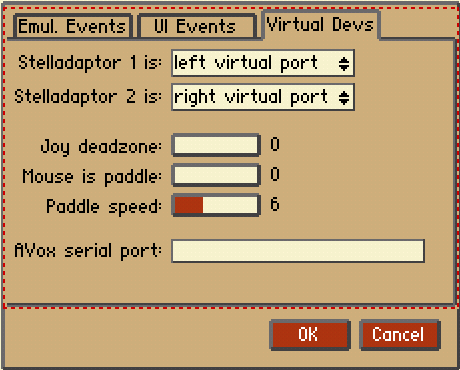 Emul. Events UI Events Virtual Devs
Stelladaptor 1 is: left virtual port
Stelladaptor 2 is: right virtual port
Joy deadzone: 0
Mouse is paddle: 0
Paddle speed: 6
AVox serial port:
OK Cancel